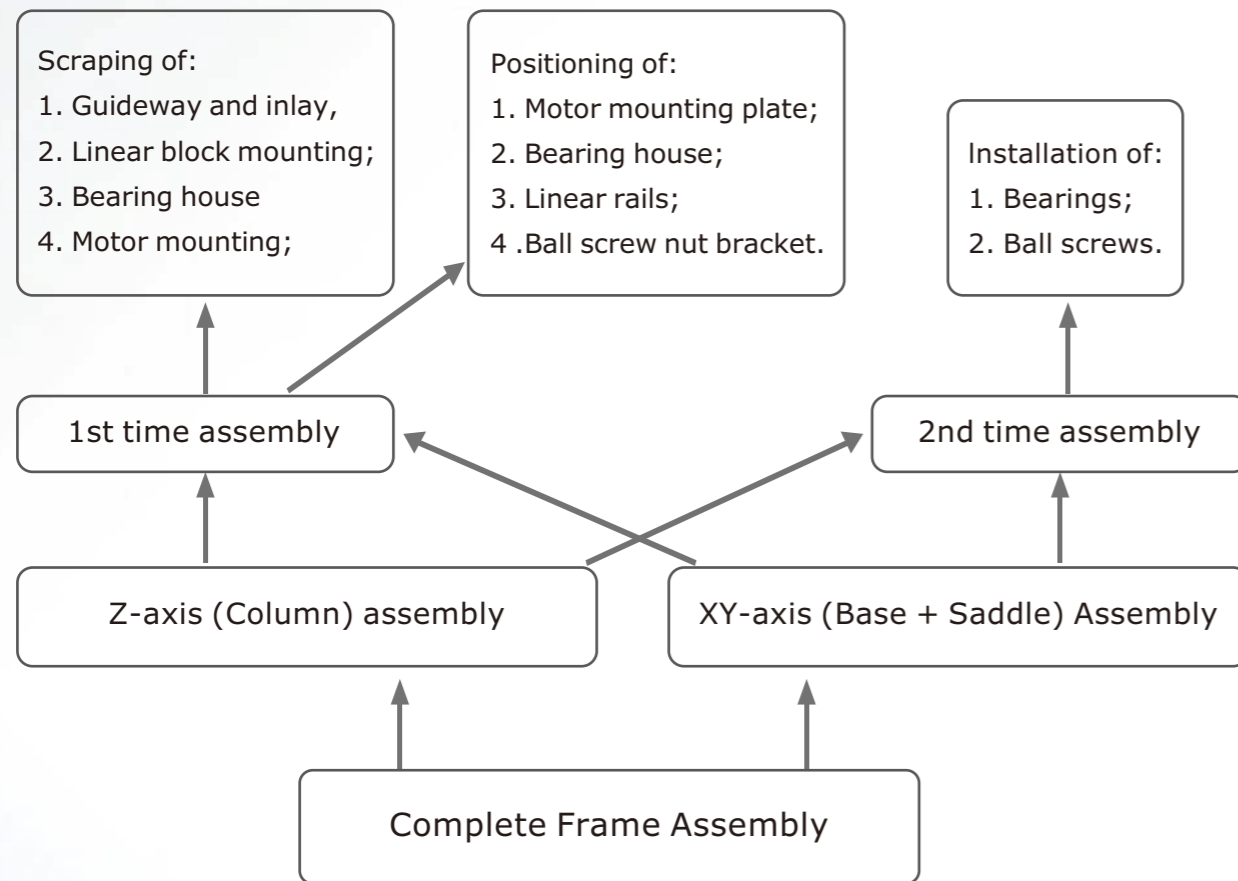 Scraping of:
1. Guideway and inlay,
2. Linear block mounting;
3. Bearing house
4. Motor mounting;
Positioning of:
1. Motor mounting plate;
2. Bearing house;
3. Linear rails;
4 .Ball screw nut bracket.
Installation of:
1. Bearings;
2. Ball screws.
1st time assembly
2nd time assembly
Z-axis (Column) assembly
XY-axis (Base + Saddle) Assembly
Complete Frame Assembly